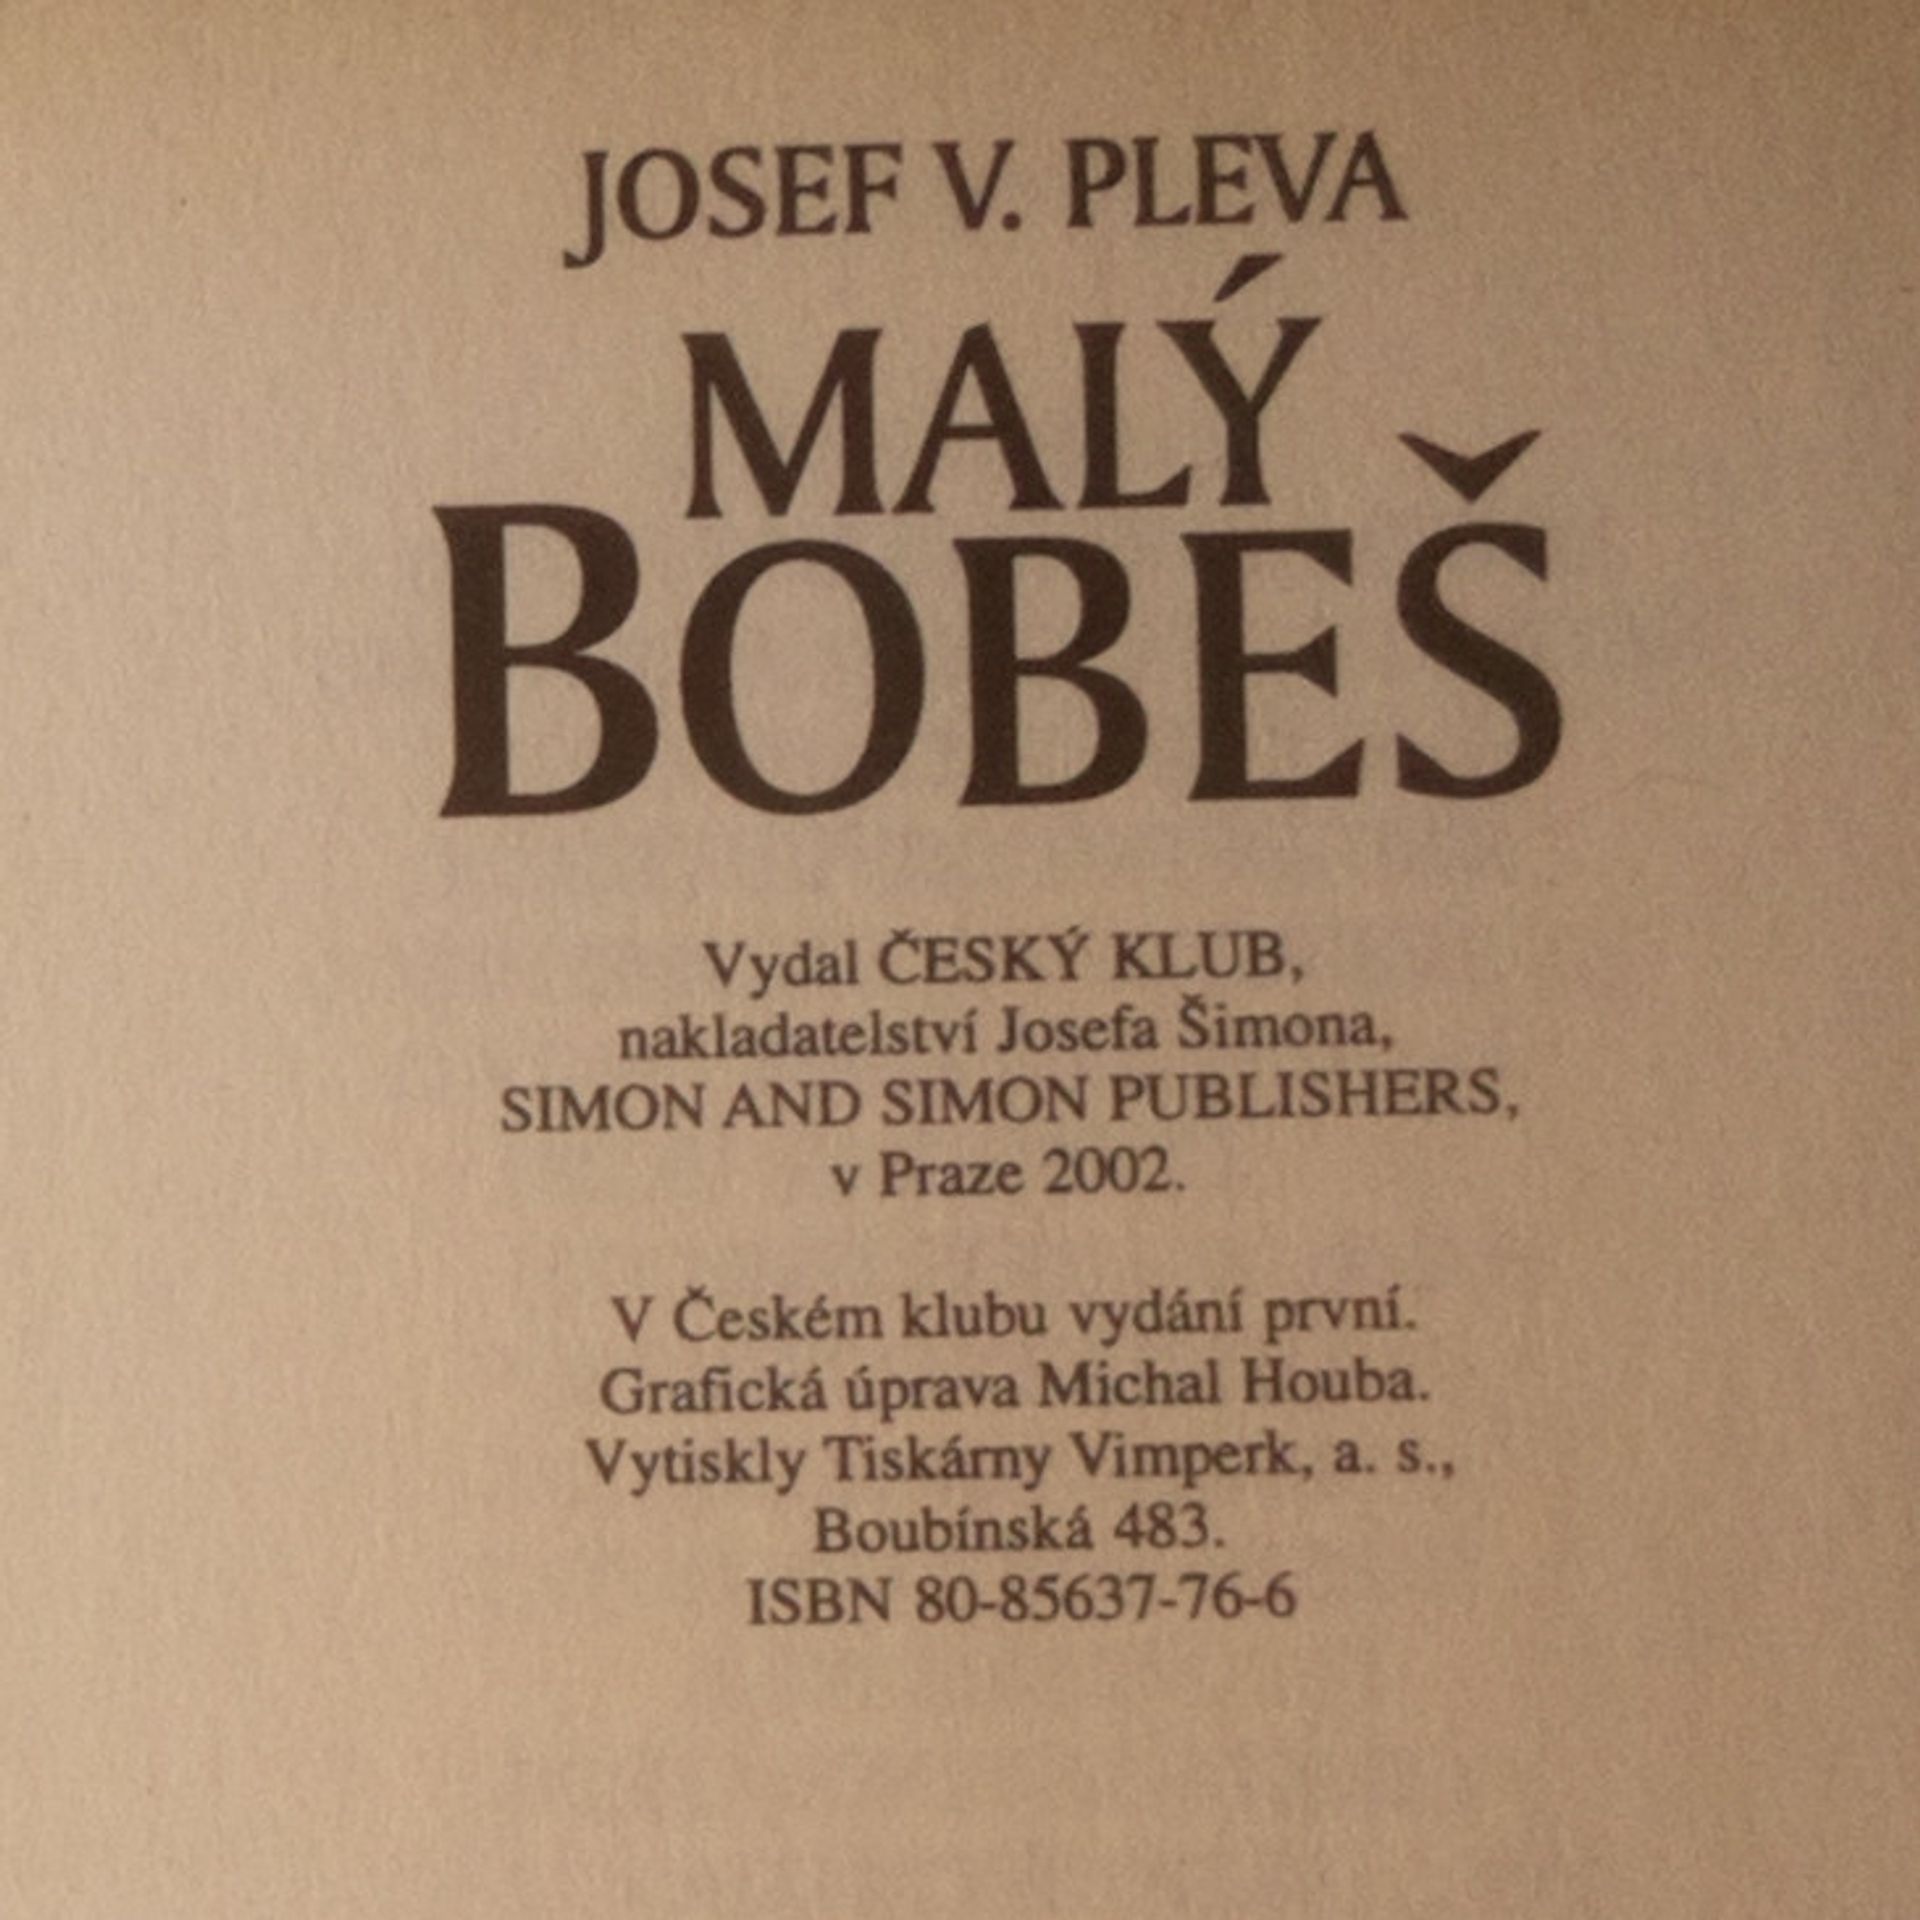 JOSEF V. PLEVA
MALÝ
BOBEŠ
Vydal ČESKÝ KLUB,
nakladatelství Josefa Šimona,
SIMON AND SIMON PUBLISHERS,
v Praze 2002.
V Českém klubu vydání první.
Grafická úprava Michal Houba.
Vytiskly Tiskárny Vimperk, a. s.,
Boubínská 483.
ISBN 80-85637-76-6